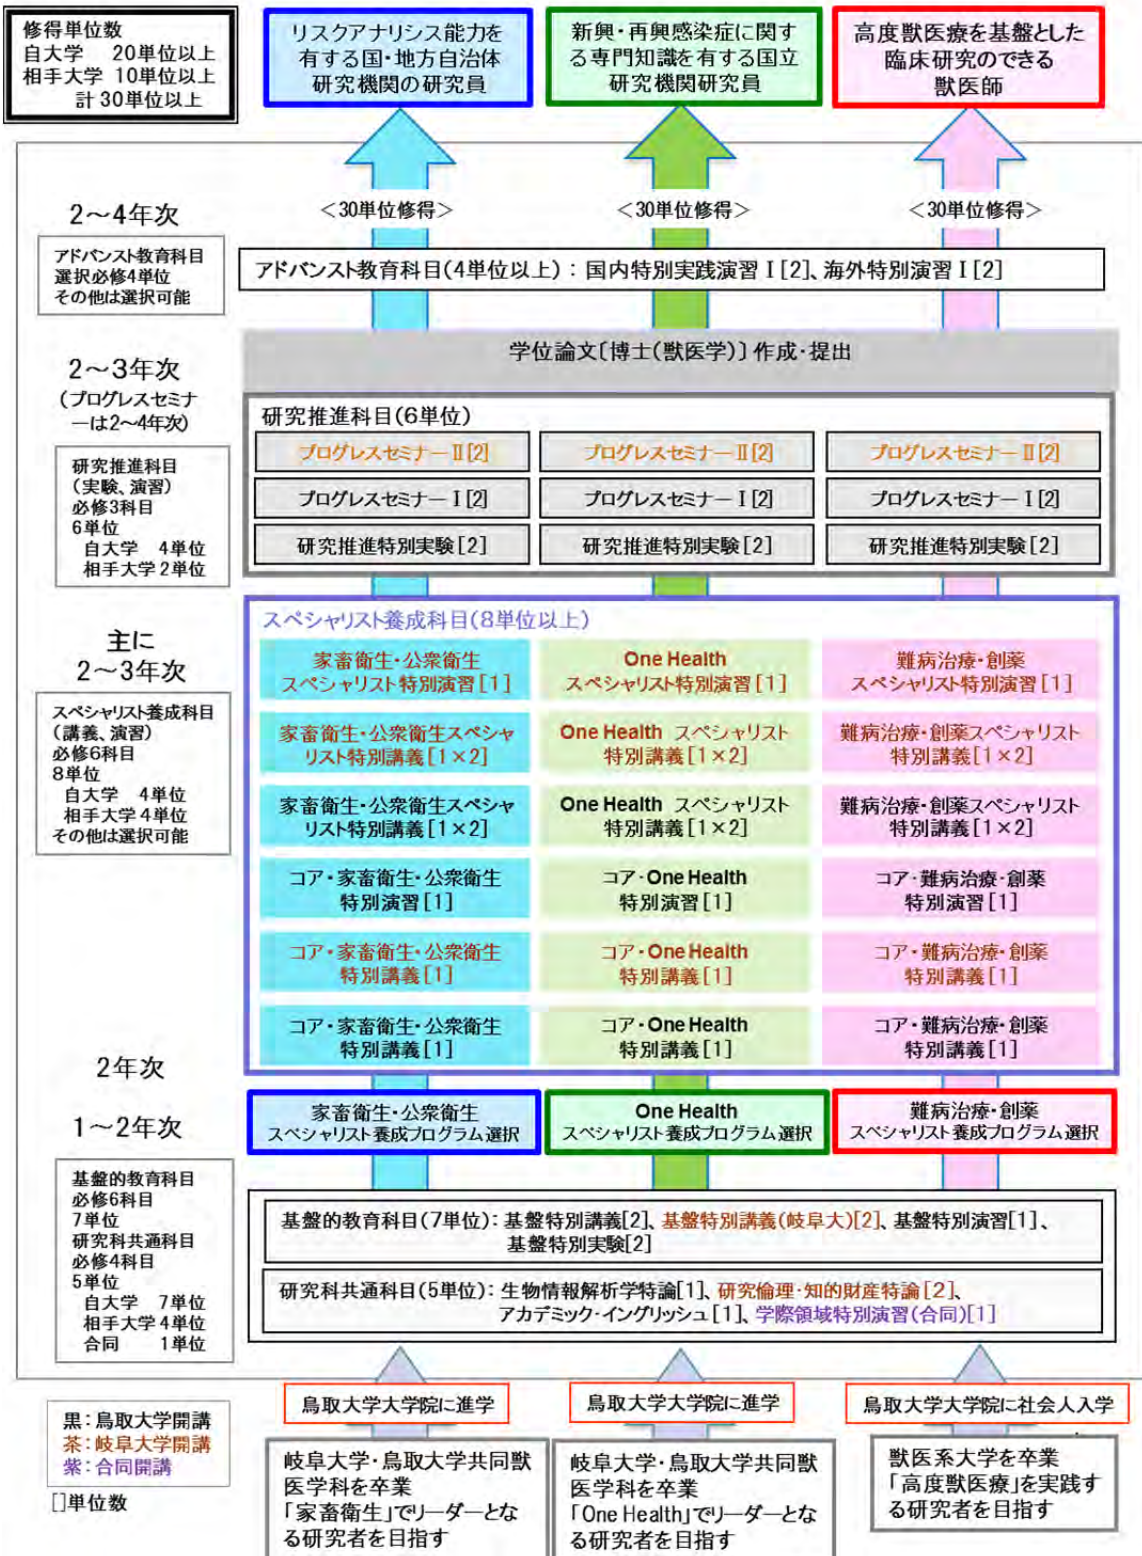 修得単位数
自大学 20単位以上
相手大学 10単位以上
計30単位以上
リスクアナリシス能力を
有する国・地方自治体
研究機関の研究員
新興・再興感染症に関す
る専門知識を有する国立
研究機関研究員
高度獣医療を基盤とした
臨床研究のできる
獣医師
2～4年次
＜30単位修得＞
＜30単位修得＞
＜30単位修得＞
アドバンスト教育科目
選択必修4単位
その他は選択可能
アドバンスト教育科目(4単位以上)：国内特別実践演習Ⅰ[2]、海外特別演習Ⅰ[2]
学位論文〔博士(獣医学)〕作成・提出
2～3年次
(プログレスセミナ
ーは2～4年次)
研究推進科目
(実験、演習)
必修3科目
6単位
自大学 4単位
相手大学2単位
研究推進科目(6単位)
プログレスセミナーⅡ[2]
プログレスセミナーⅡ[2]
プログレスセミナーⅡ[2]
プログレスセミナーⅠ[2]
プログレスセミナーⅠ[2]
プログレスセミナーⅠ[2]
研究推進特別実験[2]
研究推進特別実験[2]
研究推進特別実験[2]
主に
2～3年次
スペシャリスト養成科目
(講義、演習)
必修6科目
8単位
自大学 4単位
相手大学4単位
その他は選択可能
スペシャリスト養成科目(8単位以上)
家畜衛生・公衆衛生
スペシャリスト特別演習[1]
One Health
スペシャリスト特別演習[1]
難病治療・創薬
スペシャリスト特別演習[1]
家畜衛生・公衆衛生スペシャ
リスト特別講義[1×2]
One Health スペシャリスト
特別講義[1×2]
難病治療・創薬スペシャリスト
特別講義[1×2]
家畜衛生・公衆衛生スペシャ
リスト特別講義[1×2]
One Health スペシャリスト
特別講義[1×2]
難病治療・創薬スペシャリスト
特別講義[1×2]
コア・家畜衛生・公衆衛生
特別演習[1]
コア・One Health
特別演習[1]
コア・難病治療・創薬
特別演習[1]
コア・家畜衛生・公衆衛生
特別講義[1]
コア・One Health
特別講義[1]
コア・難病治療・創薬
特別講義[1]
コア・家畜衛生・公衆衛生
特別講義[1]
コア・One Health
特別講義[1]
コア・難病治療・創薬
特別講義[1]
2年次
1～2年次
家畜衛生・公衆衛生
スペシャリスト養成プログラム選択
One Health
スペシャリスト養成プログラム選択
難病治療・創薬
スペシャリスト養成プログラム選択
基盤的教育科目
必修6科目
7単位
研究科共通科目
必修4科目
5単位
自大学 7単位
相手大学4単位
合同 1単位
基盤的教育科目(7単位)：基盤特別講義[2]、基盤特別講義(岐阜大)[2]、基盤特別演習[1]、
基盤特別実験[2]
研究科共通科目(5単位)：生物情報解析学特論[1]、研究倫理・知的財産特論[2]、
アカデミック・イングリッシュ[1]、学際領域特別演習(合同)[1]
鳥取大学大学院に進学
鳥取大学大学院に進学
鳥取大学大学院に社会人入学
黒：鳥取大学開講
茶：岐阜大学開講
紫：合同開講
[]単位数
岐阜大学・鳥取大学共同獣
医学科を卒業
「家畜衛生」でリーダーとな
る研究者を目指す
岐阜大学・鳥取大学共同獣
医学科を卒業
「One Health」でリーダーとな
る研究者を目指す
獣医系大学を卒業
「高度獣医療」を実践す
る研究者を目指す